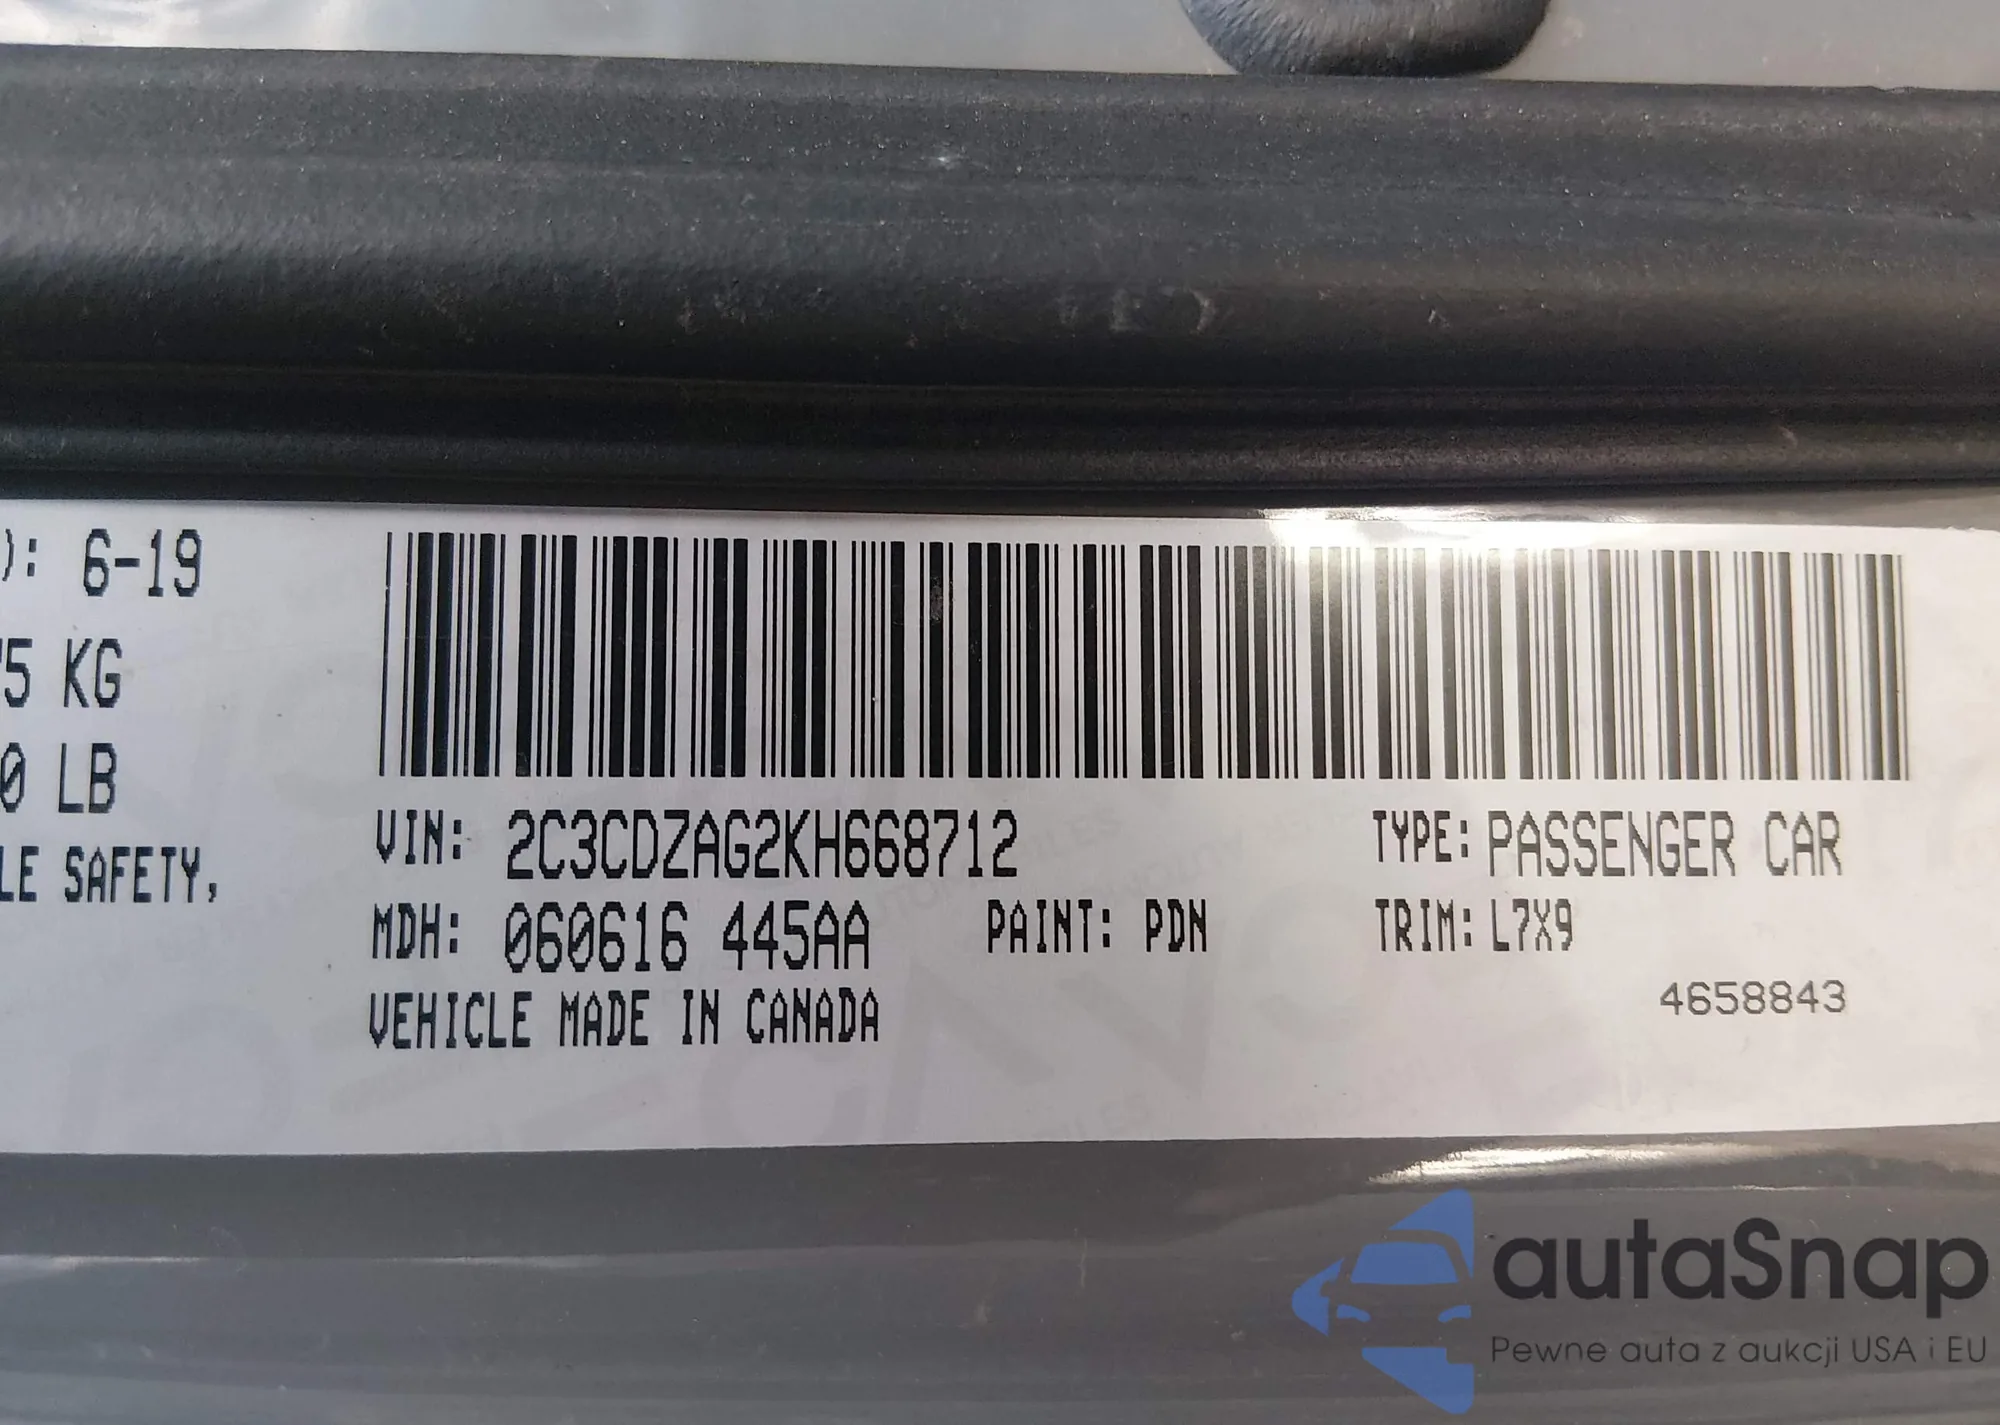 ): 6-19
5 KG
0 LB
LE SAFETY,
VIN: 2C3CDZAG2KH668712
TYPE: PASSENGER CAR
MDH: 060616 445AA
PAINT: PDN
TRIM: L7X9
VEHICLE MADE IN CANADA
4658843
autaSnap
Pewne auta z aukcji USA i EU